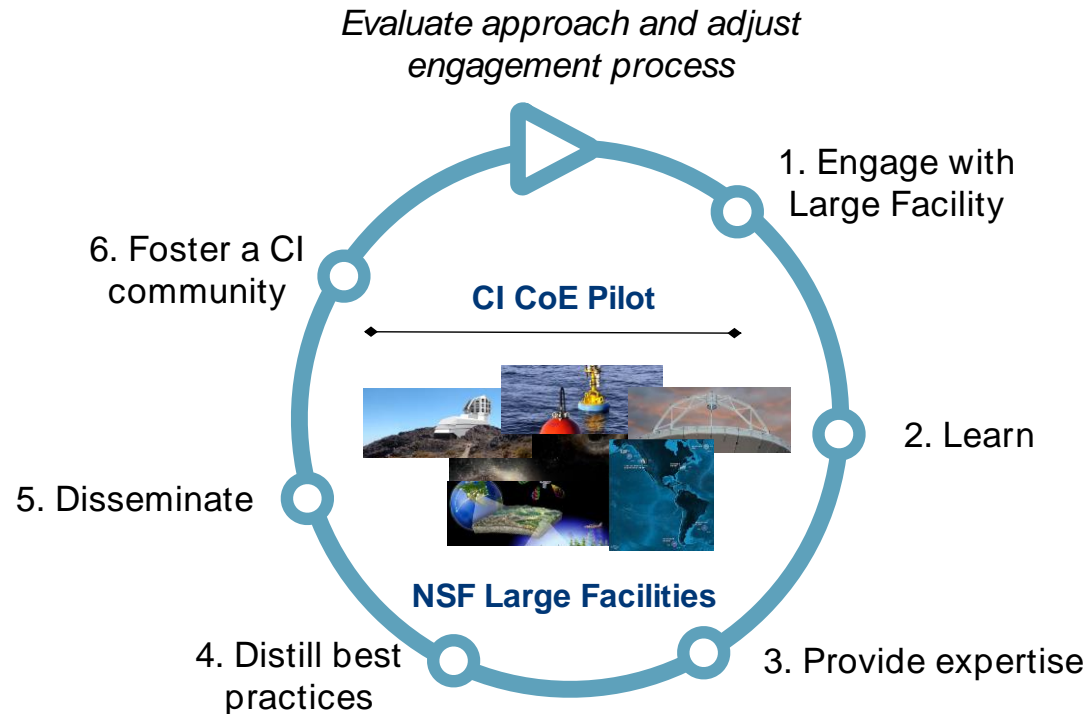 Evaluate approach and adjust
engagement process
1. Engage with
Large Facility
6. Foster a CI
community
CI CoE Pilot
2. Learn
5. Disseminate
NSF Large Facilities
4. Distill best
practices
3. Provide expertise